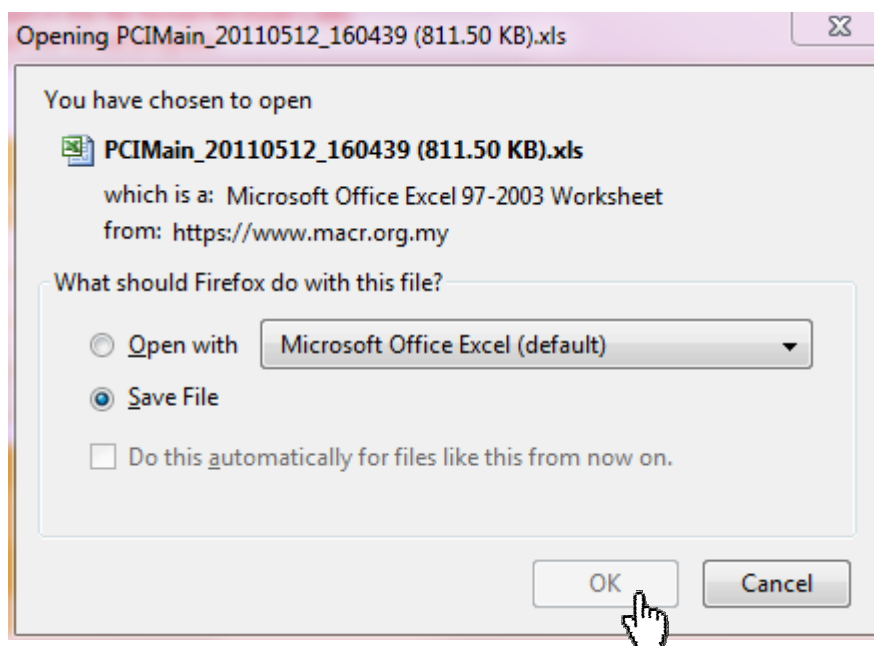 Opening PCIMain_20110512_160439 (811.50 KB).xls
You have chosen to open
PCIMain_20110512_160439 (811.50 KB).xls
which is a: Microsoft Office Excel 97-2003 Worksheet
from: https://www.macr.org.my
What should Firefox do with this file?
Open with Microsoft Office Excel (default)
Save File
Do this automatically for files like this from now on.
OK Cancel